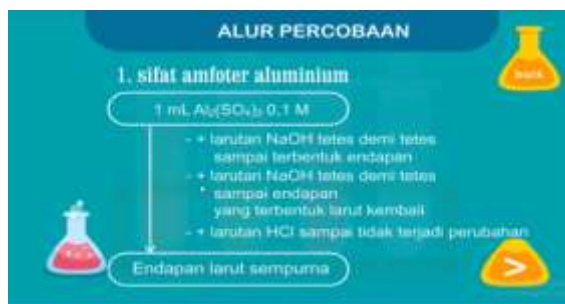 ALUR PERCOBAAN
back
1. sifat amfoter aluminium
1 mL Al₂(SO₄)₃ 0,1 M
- + larutan NaOH tetes demi tetes
sampai terbentuk endapan
- + larutan NaOH tetes demi tetes
sampai endapan
yang terbentuk larut kembali
- + larutan HCl sampai tidak terjadi perubahan
Endapan larut sempurna
>